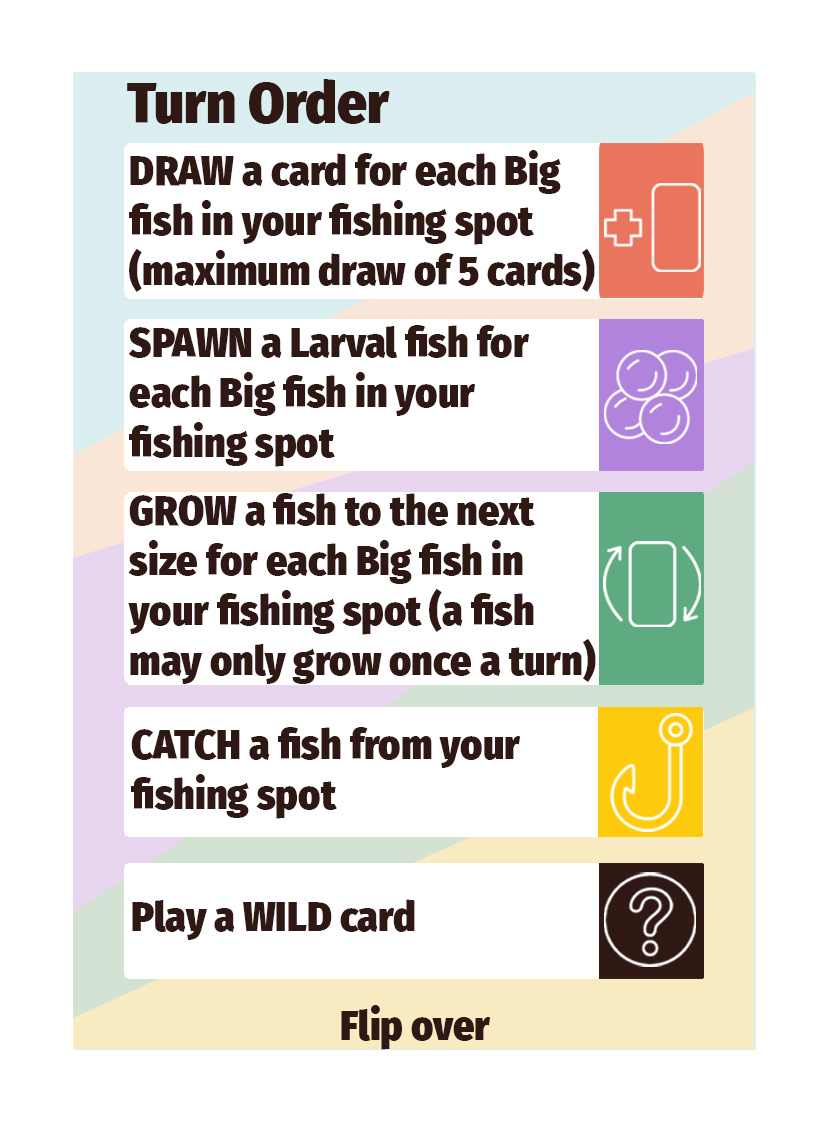 Turn Order
DRAW a card for each Big
fish in your fishing spot
(maximum draw of 5 cards)
SPAWN a Larval fish for
each Big fish in your
fishing spot
GROW a fish to the next
size for each Big fish in
your fishing spot (a fish
may only grow once a turn)
CATCH a fish from your
fishing spot
Play a WILD card
?
Flip over